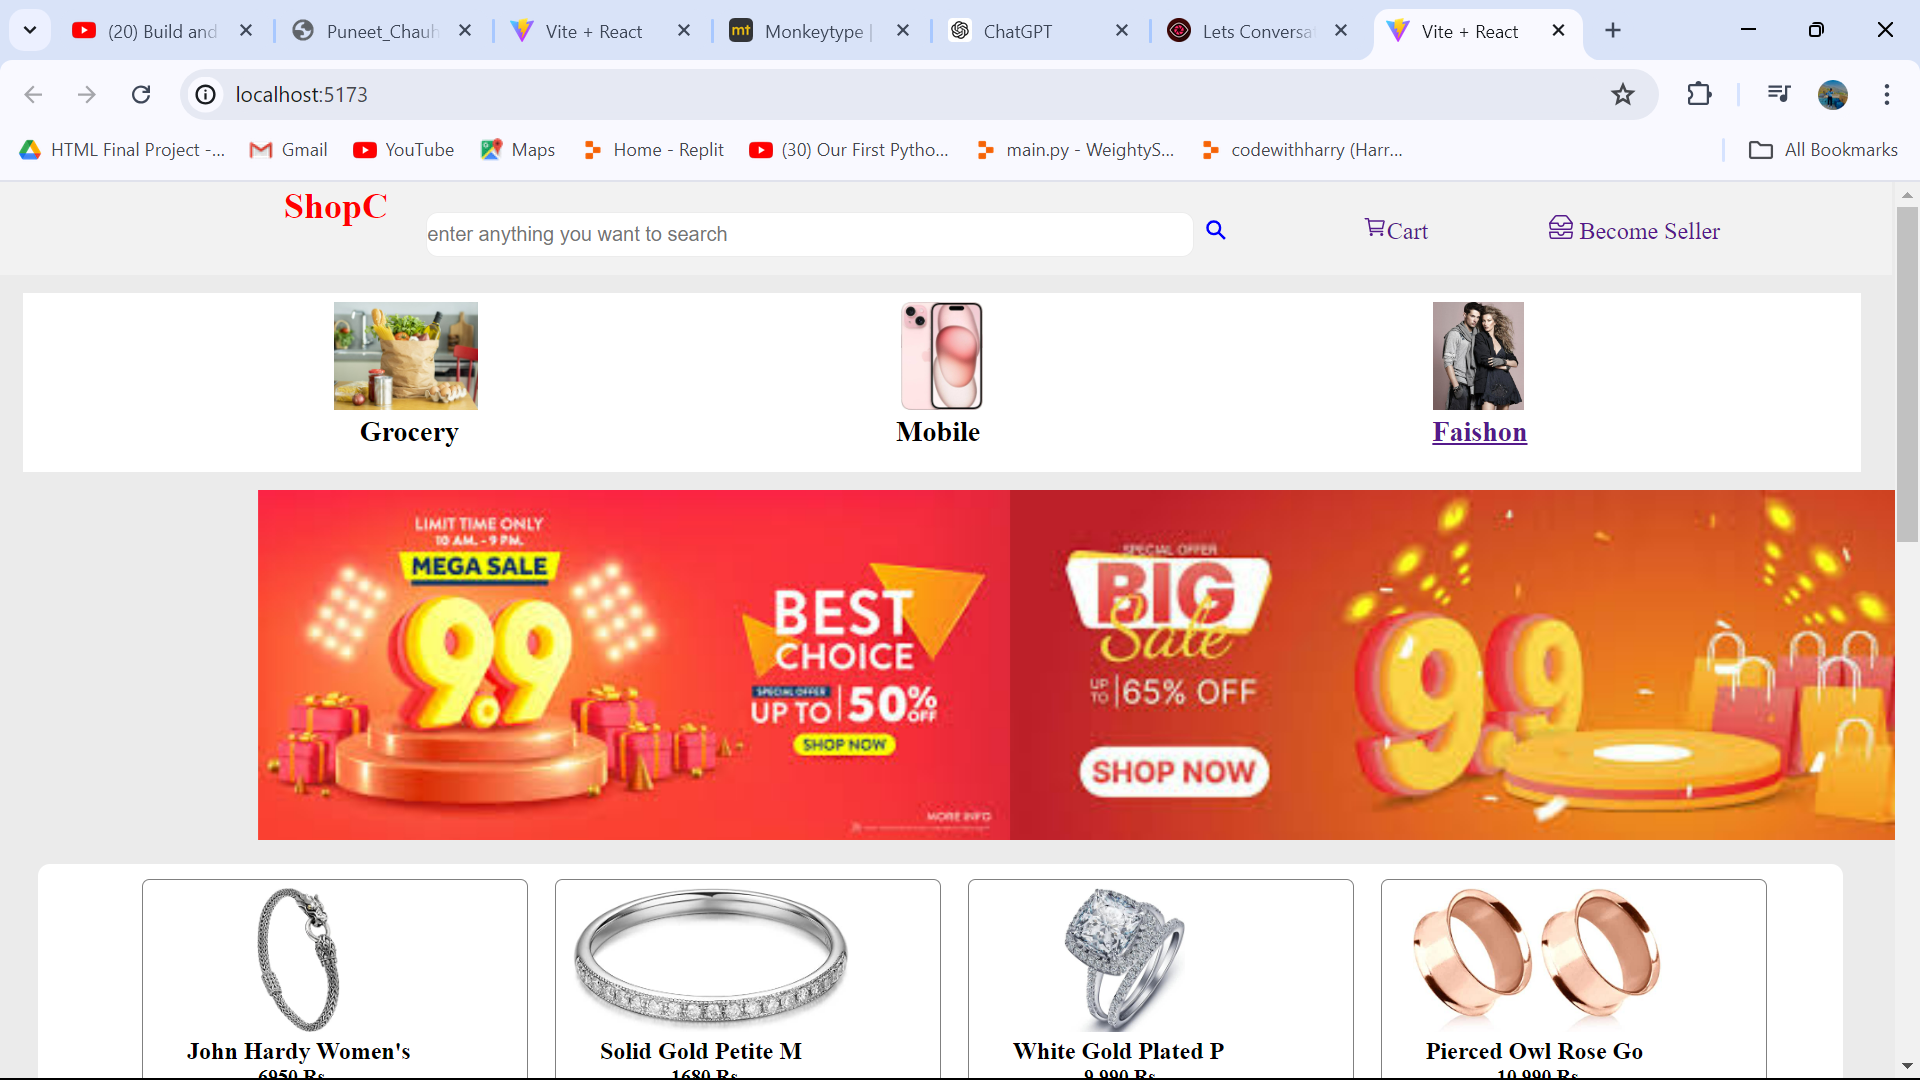 (20) Build and
Puneet_Chauh
Vite + React
mt
Monkeytype |
ChatGPT
Lets Conversat
Vite + React
localhost:5173
HTML Final Project -...
Gmail
YouTube
Maps
Home - Replit
(30) Our First Pytho...
main.py - WeightyS...
codewithharry (Harr...
All Bookmarks
ShopC
enter anything you want to search
Cart
Become Seller
Grocery
Mobile
Faishon
LIMIT TIME ONLY
10 AM. - 9 PM.
MEGA SALE
9.9
BEST
CHOICE
SPECIAL OFFER
UP TO 50% OFF
SHOP NOW
MORE INFO
SPECIAL OFFER
BIG
Sale
UP TO 65% OFF
SHOP NOW
9.9
John Hardy Women's
6950 Rs
Solid Gold Petite M
1680 Rs
White Gold Plated P
9,990 Rs
Pierced Owl Rose Go
10,990 Rs